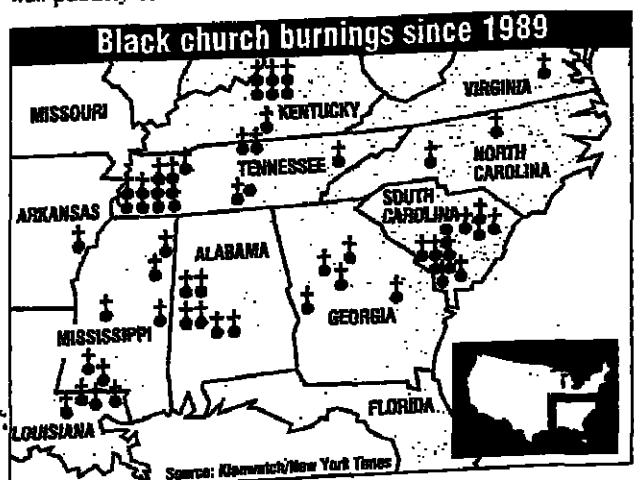 Black church burnings since 1989
MISSOURI
KENTUCKY
VIRGINIA
TENNESSEE
NORTH
CAROLINA
ARKANSAS
SOUTH
CAROLINA
ALABAMA
MISSISSIPPI
GEORGIA
LOUISIANA
FLORIDA
Source: Klanwatch/New York Times